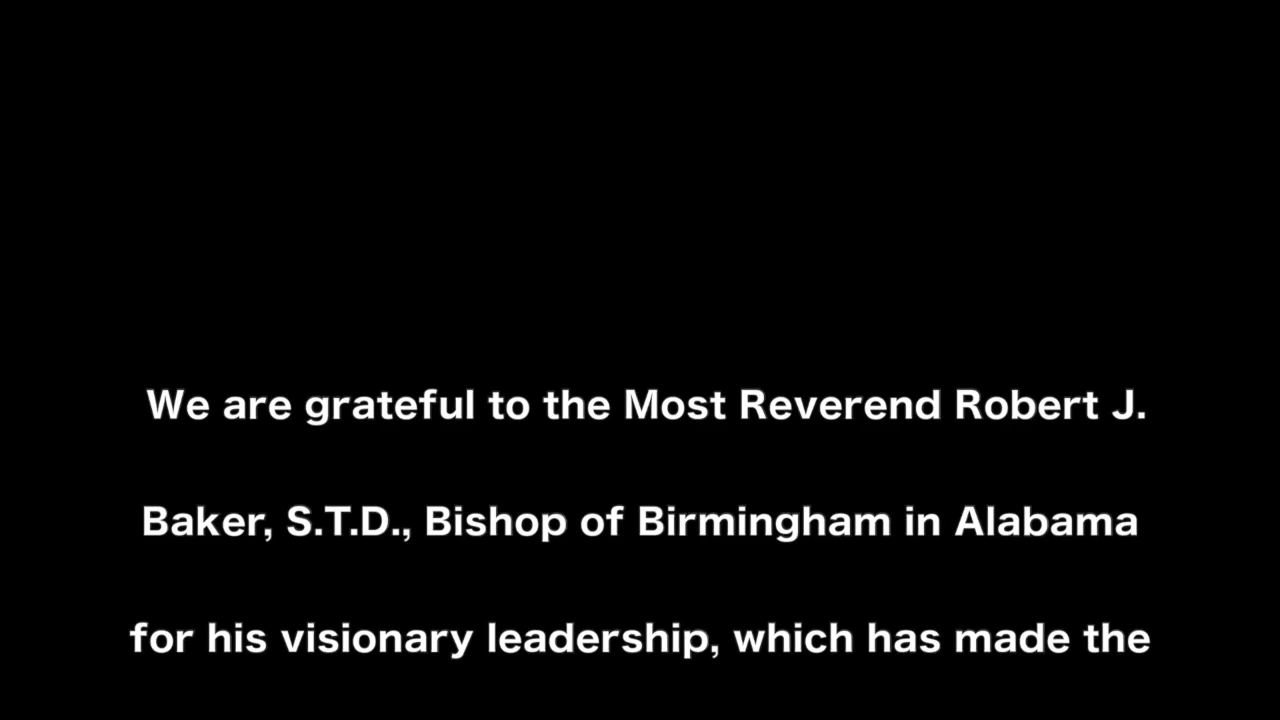 We are grateful to the Most Reverend Robert J.
Baker, S.T.D., Bishop of Birmingham in Alabama
for his visionary leadership, which has made the